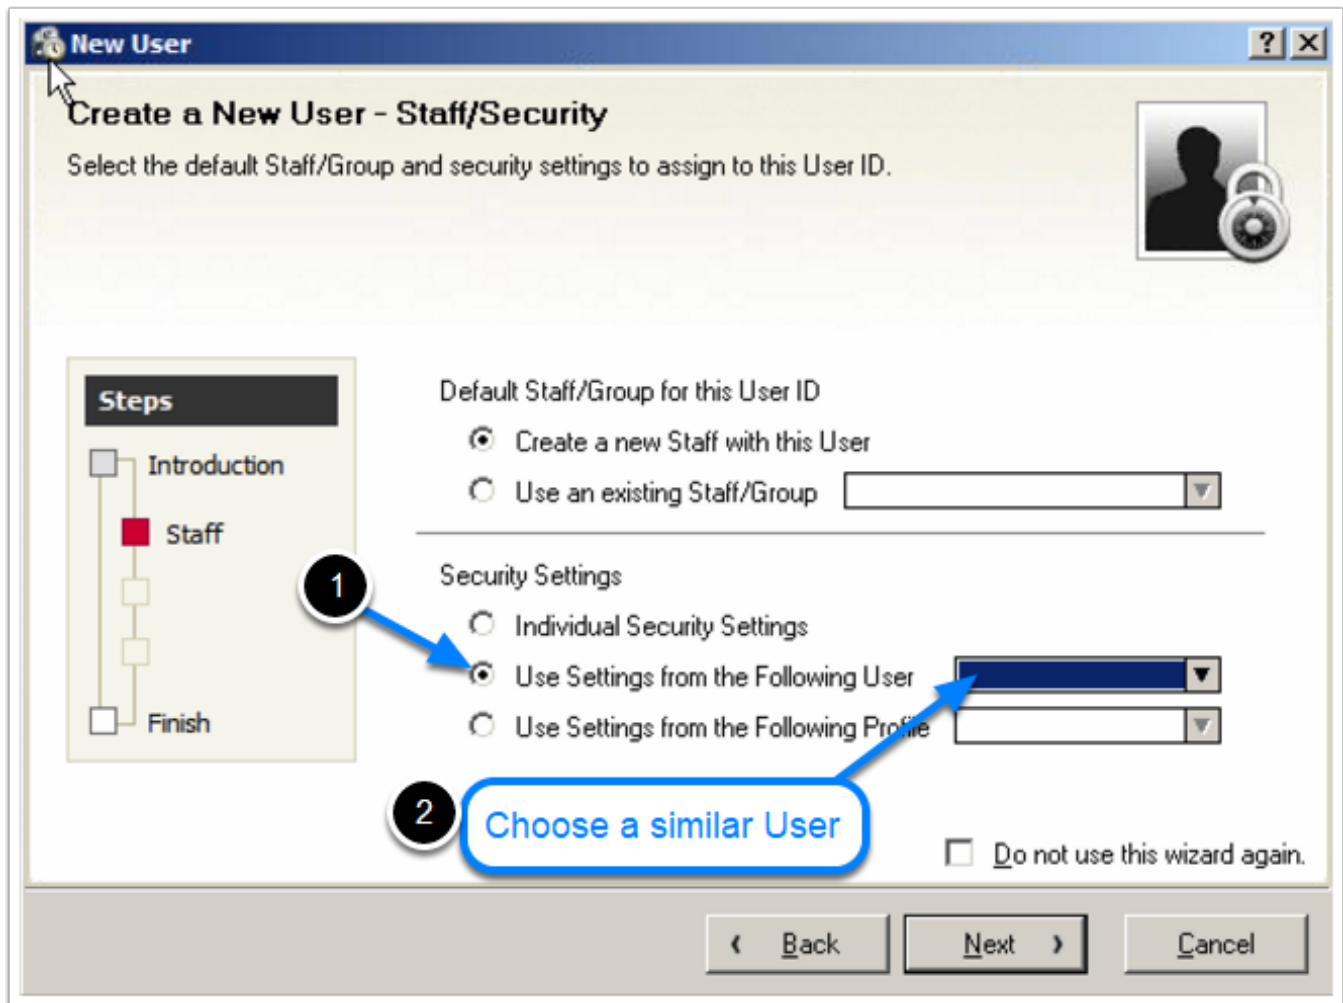 New User
Create a New User - Staff/Security
Select the default Staff/Group and security settings to assign to this User ID.
Steps
Introduction
Staff
Finish
Default Staff/Group for this User ID
Create a new Staff with this User
Use an existing Staff/Group
1
Security Settings
Individual Security Settings
Use Settings from the Following User
Use Settings from the Following Profile
2
Choose a similar User
Do not use this wizard again.
‹ Back
Next ›
Cancel